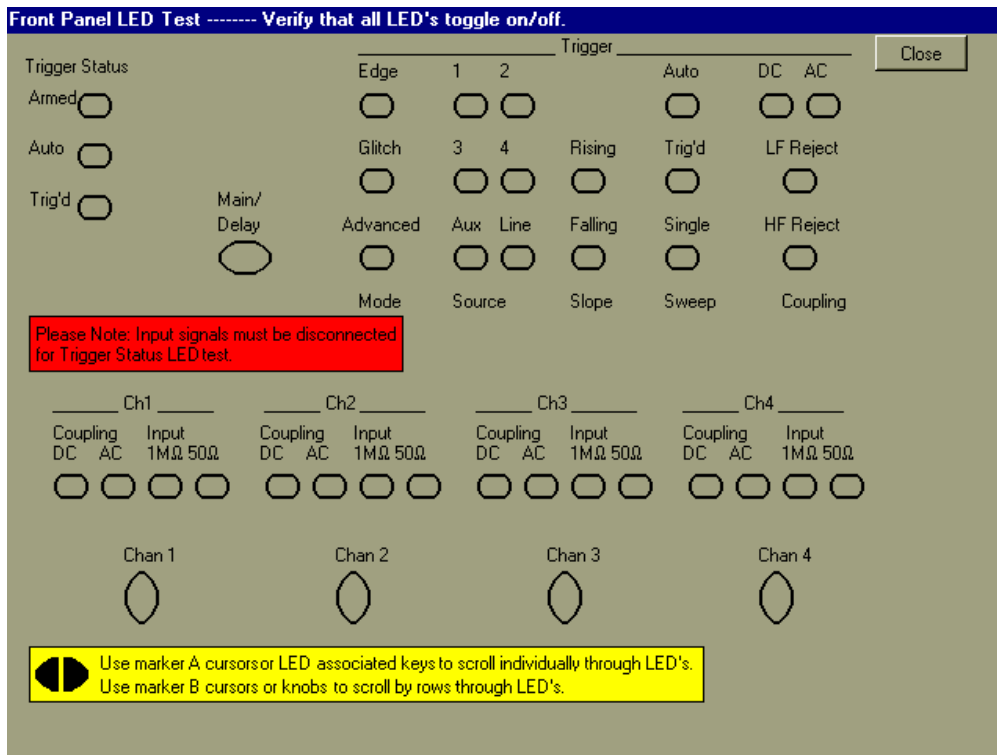 Front Panel LED Test -------- Verify that all LED's toggle on/off.
Trigger
Close
Trigger Status
Edge 1 2 Auto DC AC
Armed
Auto
Glitch 3 4 Rising Trig'd LF Reject
Trig'd
Main/
Delay
Advanced Aux Line Falling Single HF Reject
Mode Source Slope Sweep Coupling
Please Note: Input signals must be disconnected
for Trigger Status LED test.
Ch1 Ch2 Ch3 Ch4
Coupling Input Coupling Input Coupling Input Coupling Input
DC AC 1MΩ 50Ω DC AC 1MΩ 50Ω DC AC 1MΩ 50Ω DC AC 1MΩ 50Ω
Chan 1 Chan 2 Chan 3 Chan 4
Use marker A cursors or LED associated keys to scroll individually through LED's.
Use marker B cursors or knobs to scroll by rows through LED's.